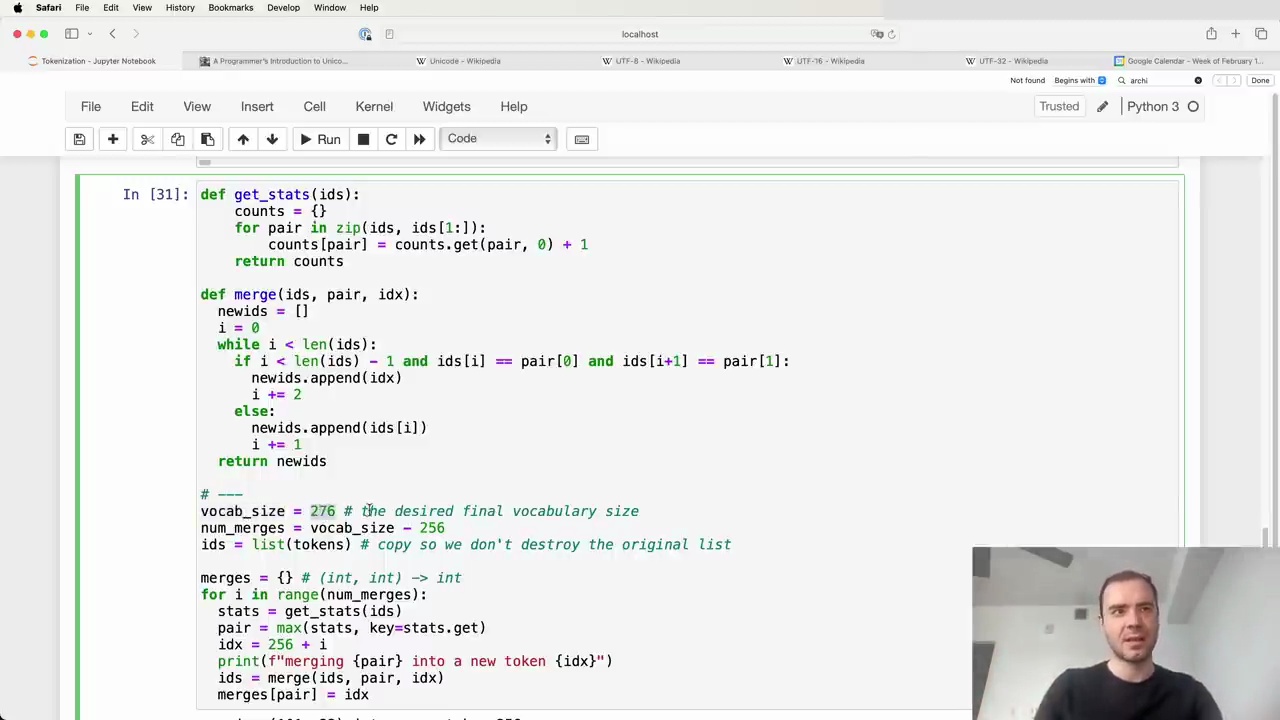 Safari File Edit View History Bookmarks Develop Window Help
localhost
Tokenization - Jupyter Notebook
A Programmer's Introduction to Unico...
Unicode - Wikipedia
UTF-8 - Wikipedia
UTF-16 - Wikipedia
UTF-32 - Wikipedia
Google Calendar - Week of February 1...
Not found Begins with archi Done
File Edit View Insert Cell Kernel Widgets Help Trusted Python 3
Run Code
In [31]:
def get_stats(ids):
    counts = {}
    for pair in zip(ids, ids[1:]):
        counts[pair] = counts.get(pair, 0) + 1
    return counts
def merge(ids, pair, idx):
  newids = []
  i = 0
  while i < len(ids):
    if i < len(ids) - 1 and ids[i] == pair[0] and ids[i+1] == pair[1]:
      newids.append(idx)
      i += 2
    else:
      newids.append(ids[i])
      i += 1
  return newids
# ---
vocab_size = 276 # the desired final vocabulary size
num_merges = vocab_size - 256
ids = list(tokens) # copy so we don't destroy the original list
merges = {} # (int, int) -> int
for i in range(num_merges):
  stats = get_stats(ids)
  pair = max(stats, key=stats.get)
  idx = 256 + i
  print(f"merging {pair} into a new token {idx}")
  ids = merge(ids, pair, idx)
  merges[pair] = idx